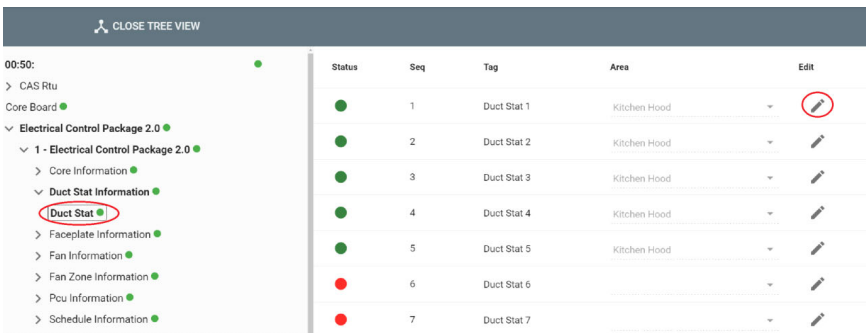 CLOSE TREE VIEW
00:50:
CAS Rtu
Core Board
Electrical Control Package 2.0
1 - Electrical Control Package 2.0
Core Information
Duct Stat Information
Duct Stat
Faceplate Information
Fan Information
Fan Zone Information
Pcu Information
Schedule Information
Status Seq Tag Area Edit
1 Duct Stat 1 Kitchen Hood
2 Duct Stat 2 Kitchen Hood
3 Duct Stat 3 Kitchen Hood
4 Duct Stat 4 Kitchen Hood
5 Duct Stat 5 Kitchen Hood
6 Duct Stat 6
7 Duct Stat 7